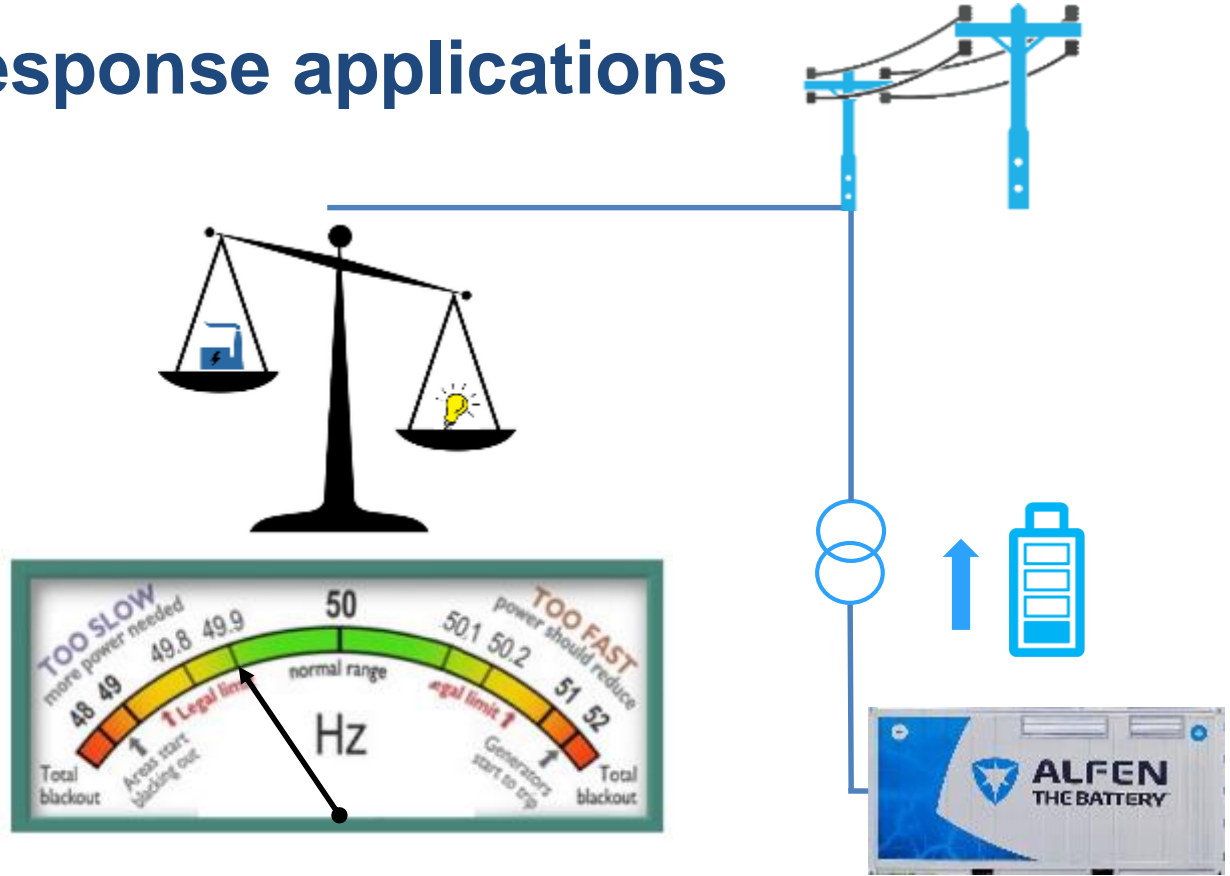 esponse applications
TOO SLOW
more power needed
TOO FAST
power should reduce
48
49
49.8
49.9
50
50.1
50.2
51
52
normal range
Legal limit
egal limit
Hz
Areas start
blacking out
Generators
start to trip
Total
blackout
Total
blackout
ALFEN
THE BATTERY